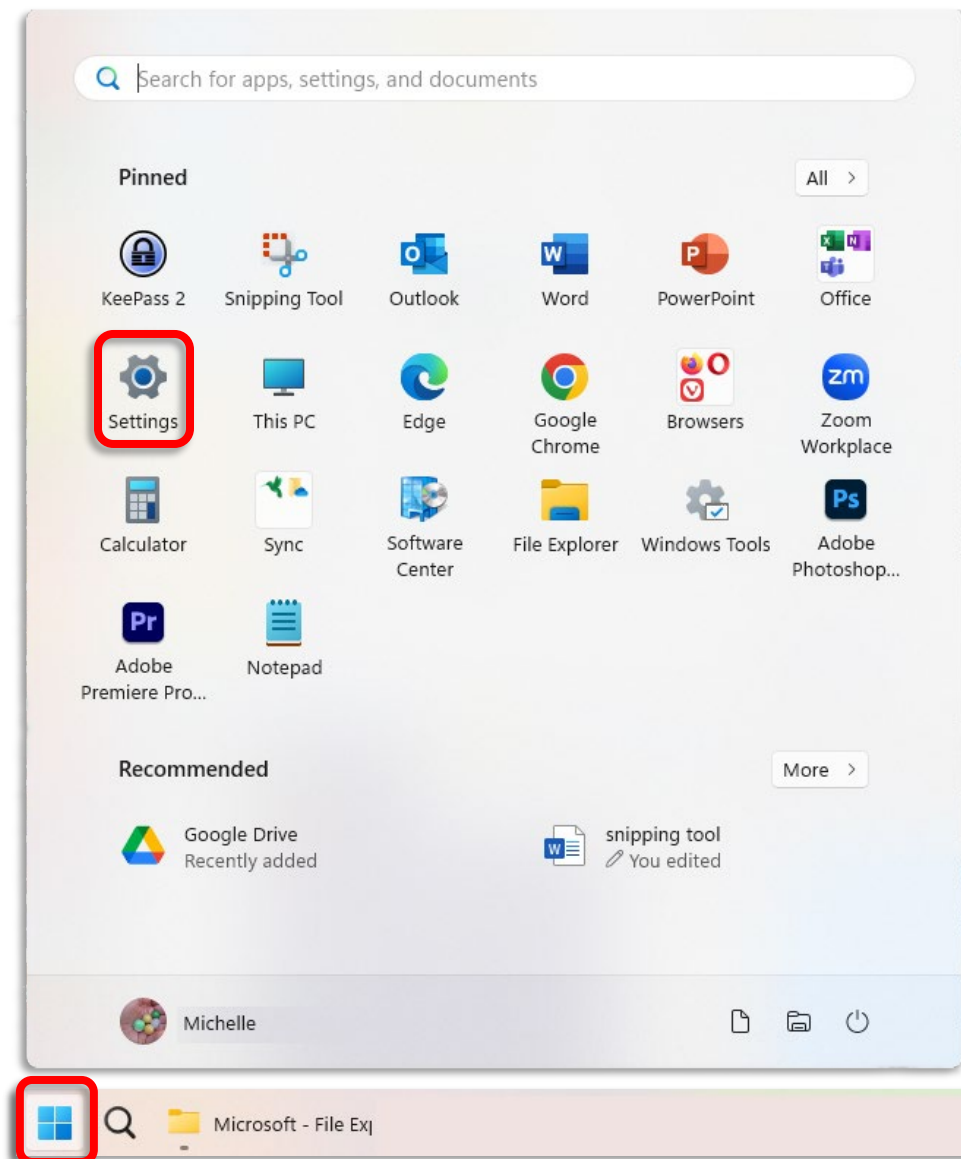 Search for apps, settings, and documents
Pinned
All
KeePass 2
Snipping Tool
Outlook
Word
PowerPoint
Office
Settings
This PC
Edge
Google
Chrome
Browsers
Zoom
Workplace
Calculator
Sync
Software
Center
File Explorer
Windows Tools
Adobe
Photoshop...
Adobe
Premiere Pro...
Notepad
Recommended
More
Google Drive
Recently added
snipping tool
You edited
Michelle
Microsoft - File Exp